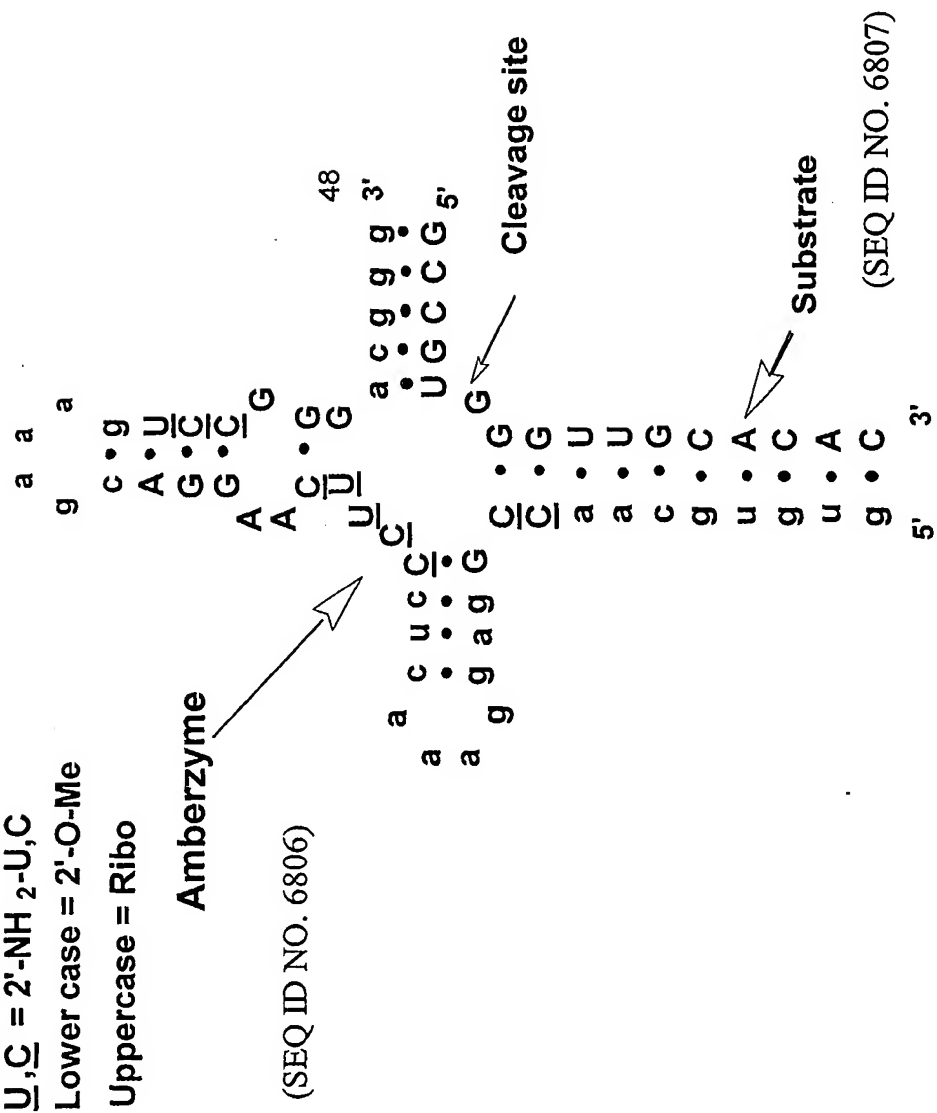 U,C = 2'-NH2-U,C
Lower case = 2'-O-Me
Uppercase = Ribo
Amberzyme
(SEQ ID NO. 6806)
a a a
g
c • g
A • U
G • C
G • C
A G
A
C • G
U G
U
C
48
3'
a c g g g
• • • • •
U G C C G
5'
G
Cleavage site
a c u c C
a • • • •
a g a g G
g
C • G
C • G
a • U
a • U
c • G
g • C
u • A
g • C
u • A
g • C
5' 3'
Substrate
(SEQ ID NO. 6807)